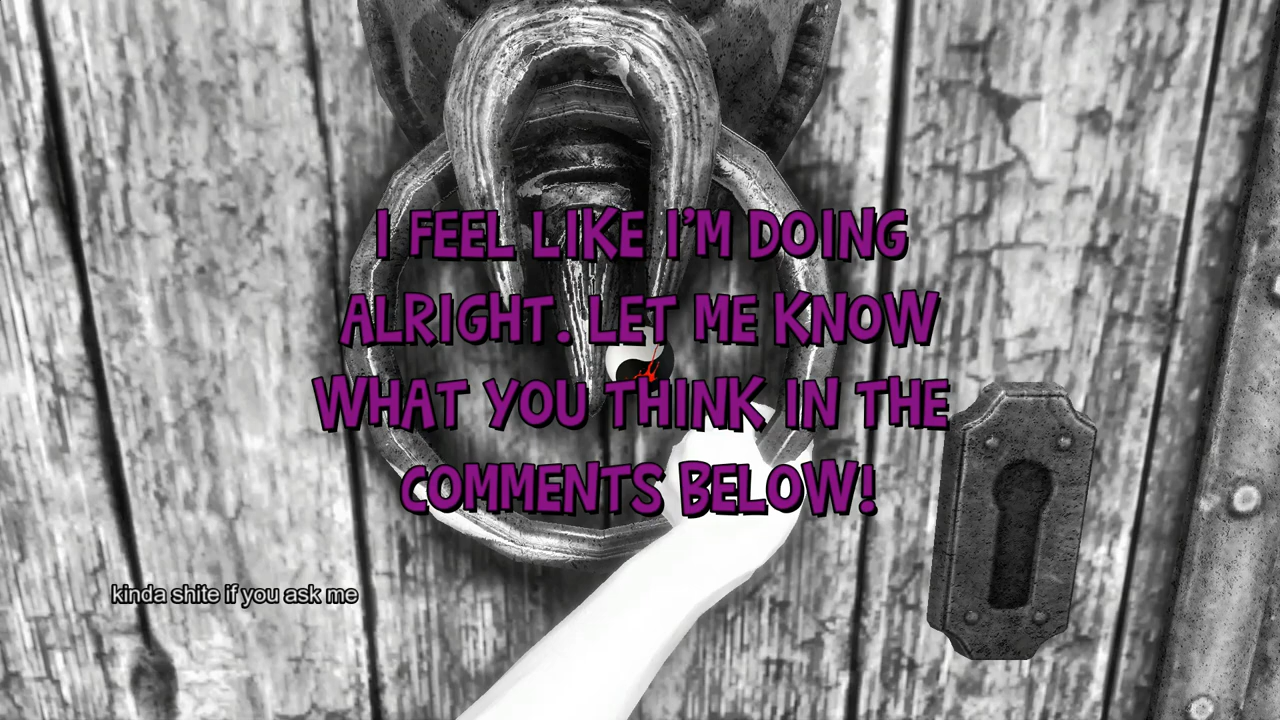 I FEEL LIKE I'M DOING
ALRIGHT. LET ME KNOW
WHAT YOU THINK IN THE
COMMENTS BELOW!
kinda shite if you ask me